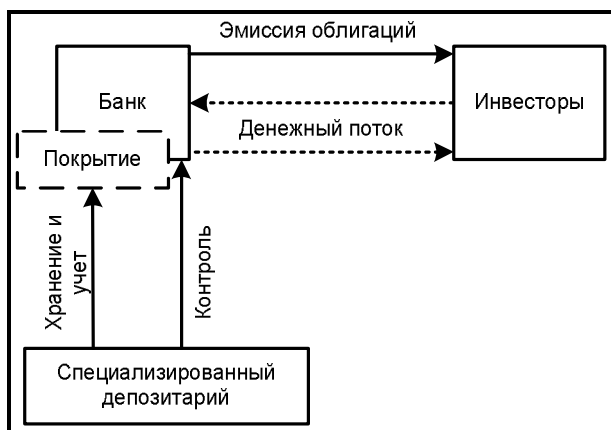 Эмиссия облигаций
Банк
Инвесторы
Денежный поток
Покрытие
Хранение и
учет
Контроль
Специализированный
депозитарий